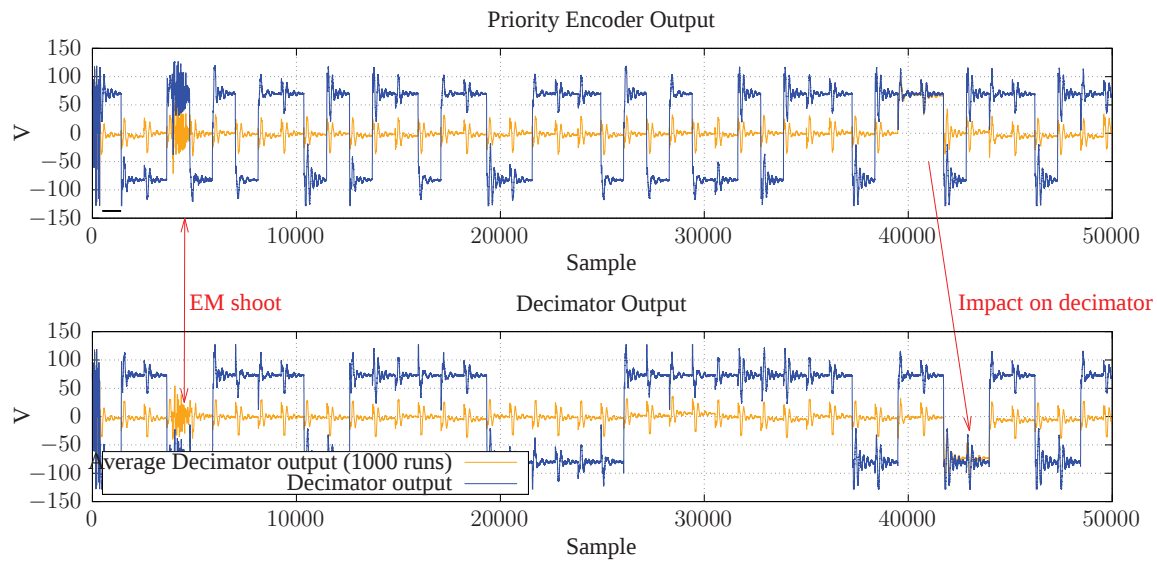 Priority Encoder Output
150
100
50
0
−50
−100
−150
V
0 10000 20000 30000 40000 50000
Sample
EM shoot
Decimator Output
Impact on decimator
150
100
50
0
−50
−100
−150
V
Average Decimator output (1000 runs)
Decimator output
0 10000 20000 30000 40000 50000
Sample